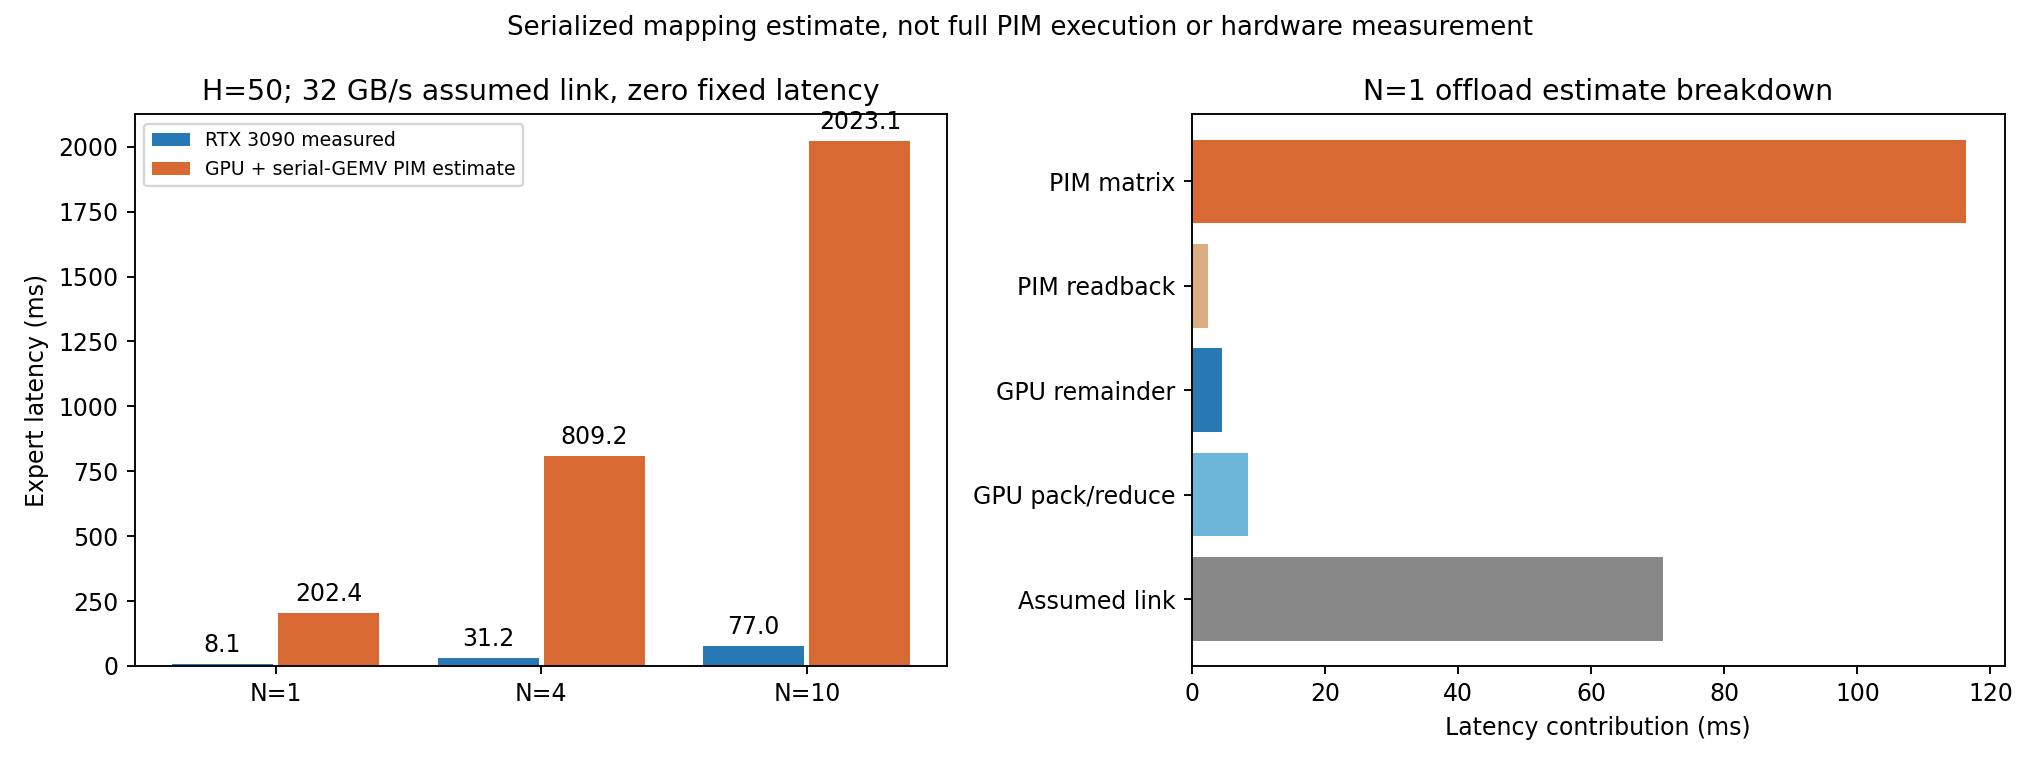 Serialized mapping estimate, not full PIM execution or hardware measurement
H=50; 32 GB/s assumed link, zero fixed latency
RTX 3090 measured
GPU + serial-GEMV PIM estimate
Expert latency (ms)
2000
1750
1500
1250
1000
750
500
250
0
8.1
202.4
31.2
809.2
77.0
2023.1
N=1
N=4
N=10
N=1 offload estimate breakdown
PIM matrix
PIM readback
GPU remainder
GPU pack/reduce
Assumed link
0
20
40
60
80
100
120
Latency contribution (ms)